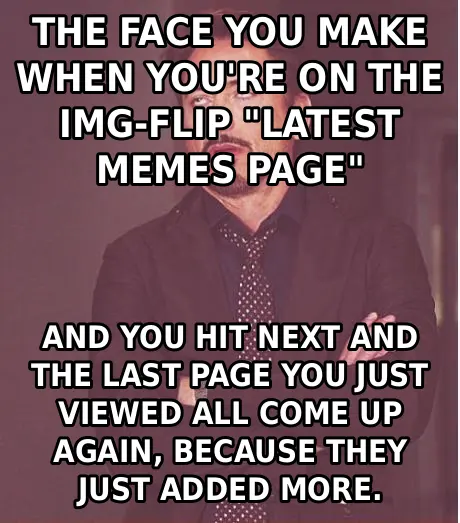 THE FACE YOU MAKE
WHEN YOU'RE ON THE
IMG-FLIP "LATEST
MEMES PAGE"
AND YOU HIT NEXT AND
THE LAST PAGE YOU JUST
VIEWED ALL COME UP
AGAIN, BECAUSE THEY
JUST ADDED MORE.